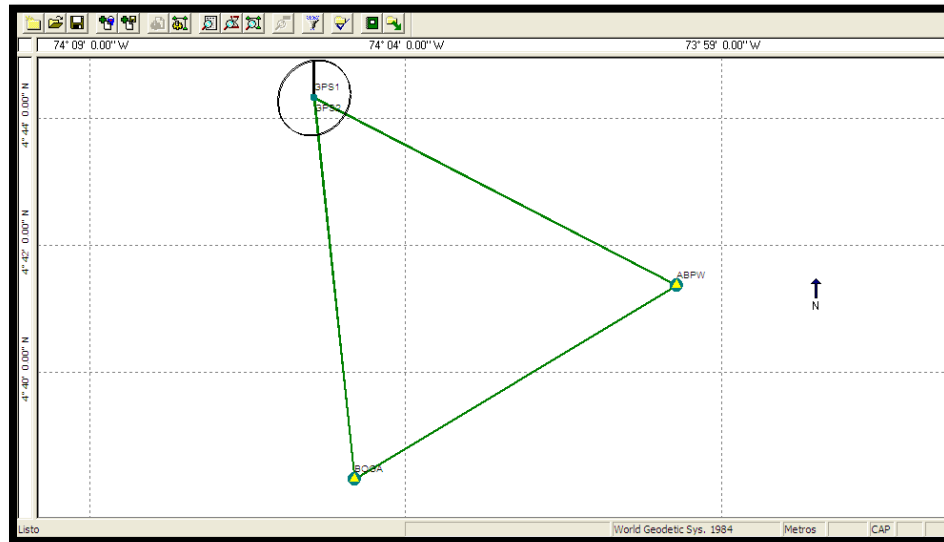 74° 09' 0.00" W
74° 04' 0.00" W
73° 59' 0.00" W
4° 44' 0.00" N
4° 42' 0.00" N
4° 40' 0.00" N
GPS1
GPS2
ABPW
BOGA
N
Listo
World Geodetic Sys. 1984
Metros
CAP